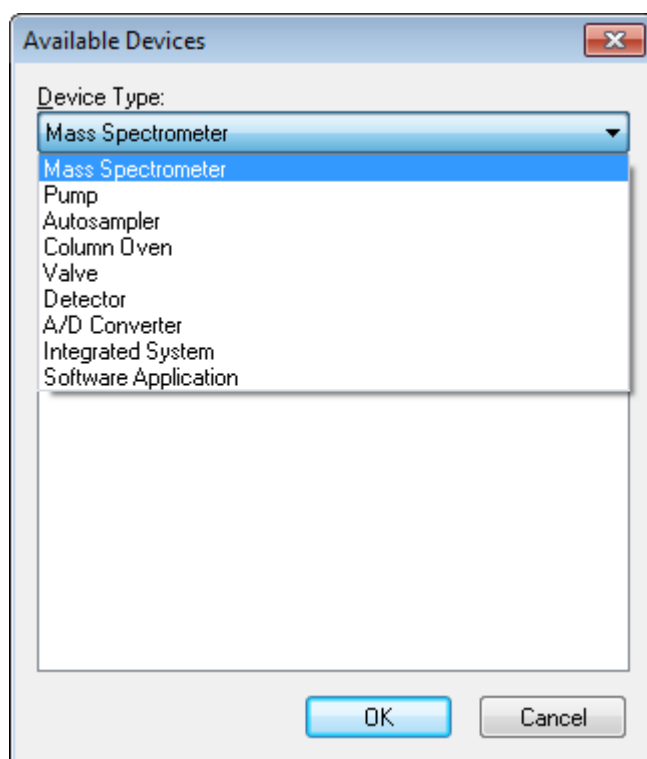 Available Devices
Device Type:
Mass Spectrometer
Mass Spectrometer
Pump
Autosampler
Column Oven
Valve
Detector
A/D Converter
Integrated System
Software Application
OK
Cancel